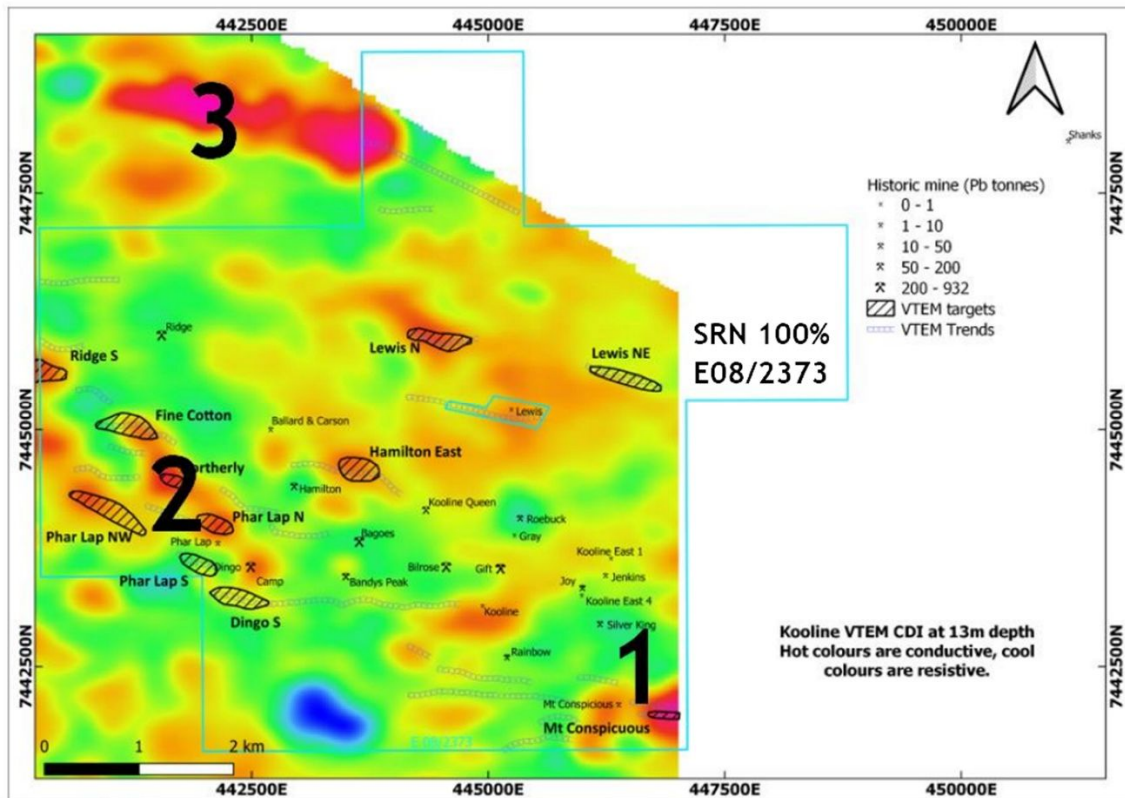 442500E 445000E 447500E 450000E
3
Shanks
7447500N
7447500N
Historic mine (Pb tonnes)
0 - 1
1 - 10
10 - 50
50 - 200
200 - 932
VTEM targets
VTEM Trends
Ridge
Lewis N
SRN 100%
E08/2373
Ridge S
Lewis NE
Lewis
Fine Cotton
Ballard & Carson
7445000N
7445000N
Hamilton East
2
ortherly
Hamilton
Kooline Queen
Phar Lap NW
Phar Lap N
Roebuck
Phar Lap
Bagoes
Gray
Kooline East 1
Phar Lap S
Dingo
Camp
Bandys Peak
Bilrose
Gift
Joy
Jenkins
Kooline East 4
Dingo S
Kooline
Silver King
1
Kooline VTEM CDI at 13m depth
Hot colours are conductive, cool
colours are resistive.
Rainbow
7442500N
7442500N
Mt Conspicious
Mt Conspicuous
E 08/2373
0 1 2 km
442500E 445000E 447500E 450000E